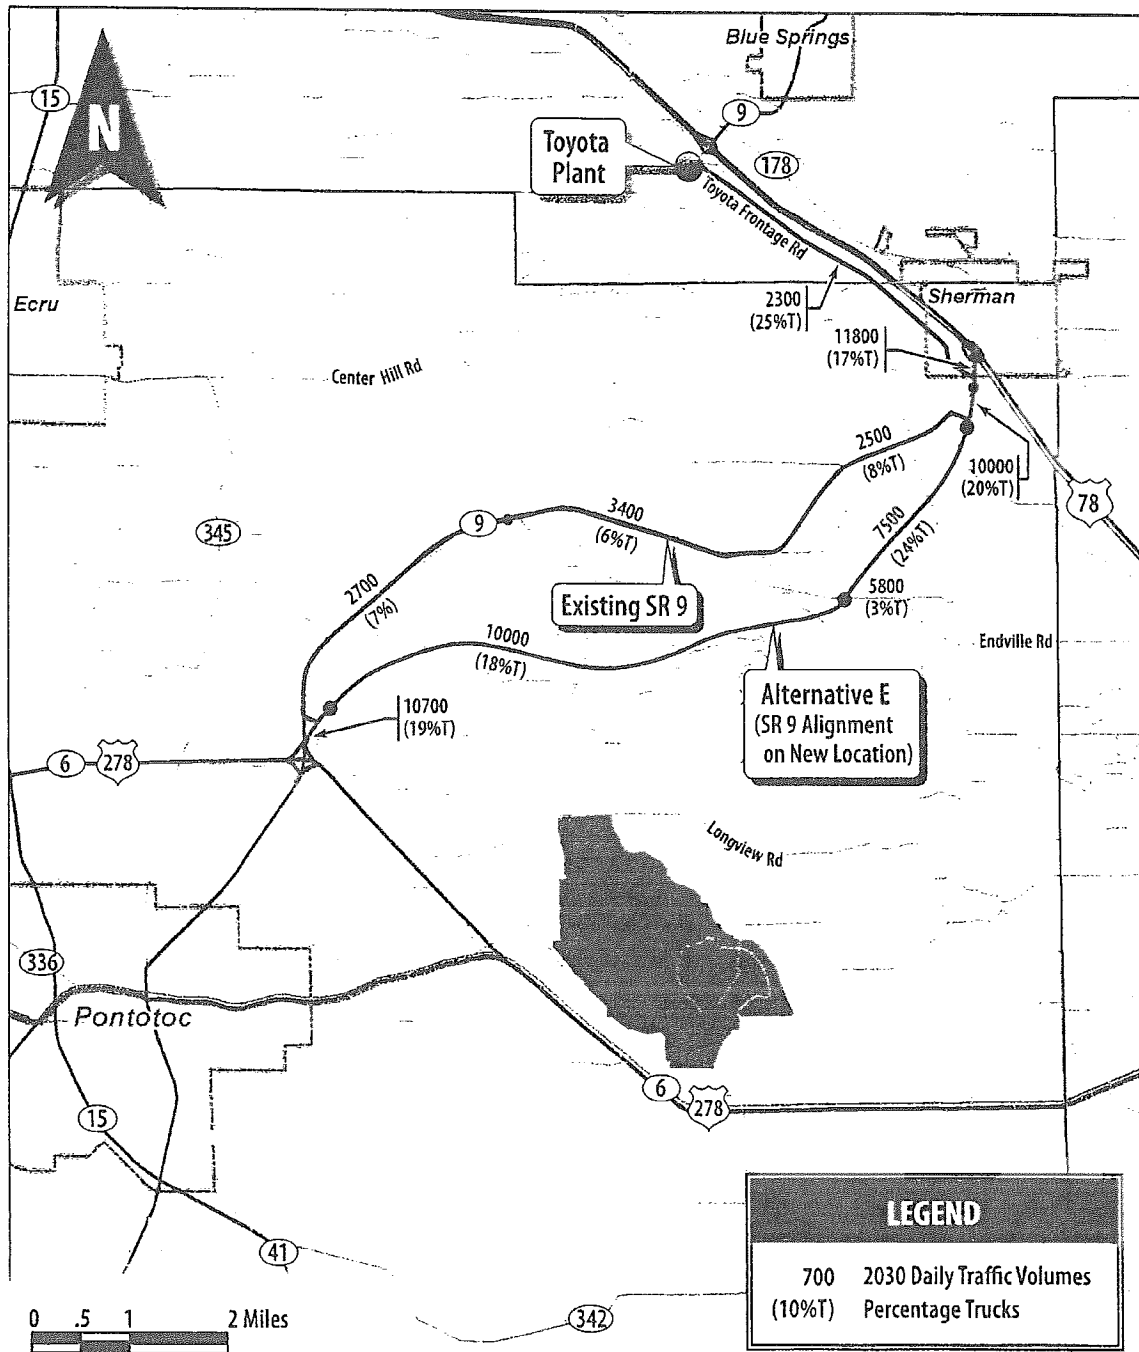 Blue Springs
15
N
9
Toyota
Plant
178
Toyota Frontage Rd
Ecru
2300
(25%T)
Sherman
11800
(17%T)
Center Hill Rd
2500
(8%T)
10000
(20%T)
78
345
9
3400
(6%T)
7500
(24%T)
2700
(7%)
Existing SR 9
5800
(3%T)
10000
(18%T)
Endville Rd
Alternative E
(SR 9 Alignment
on New Location)
10700
(19%T)
6
278
Longview Rd
336
Pontotoc
6
278
15
41
LEGEND
700 2030 Daily Traffic Volumes
(10%T) Percentage Trucks
0 .5 1 2 Miles
342